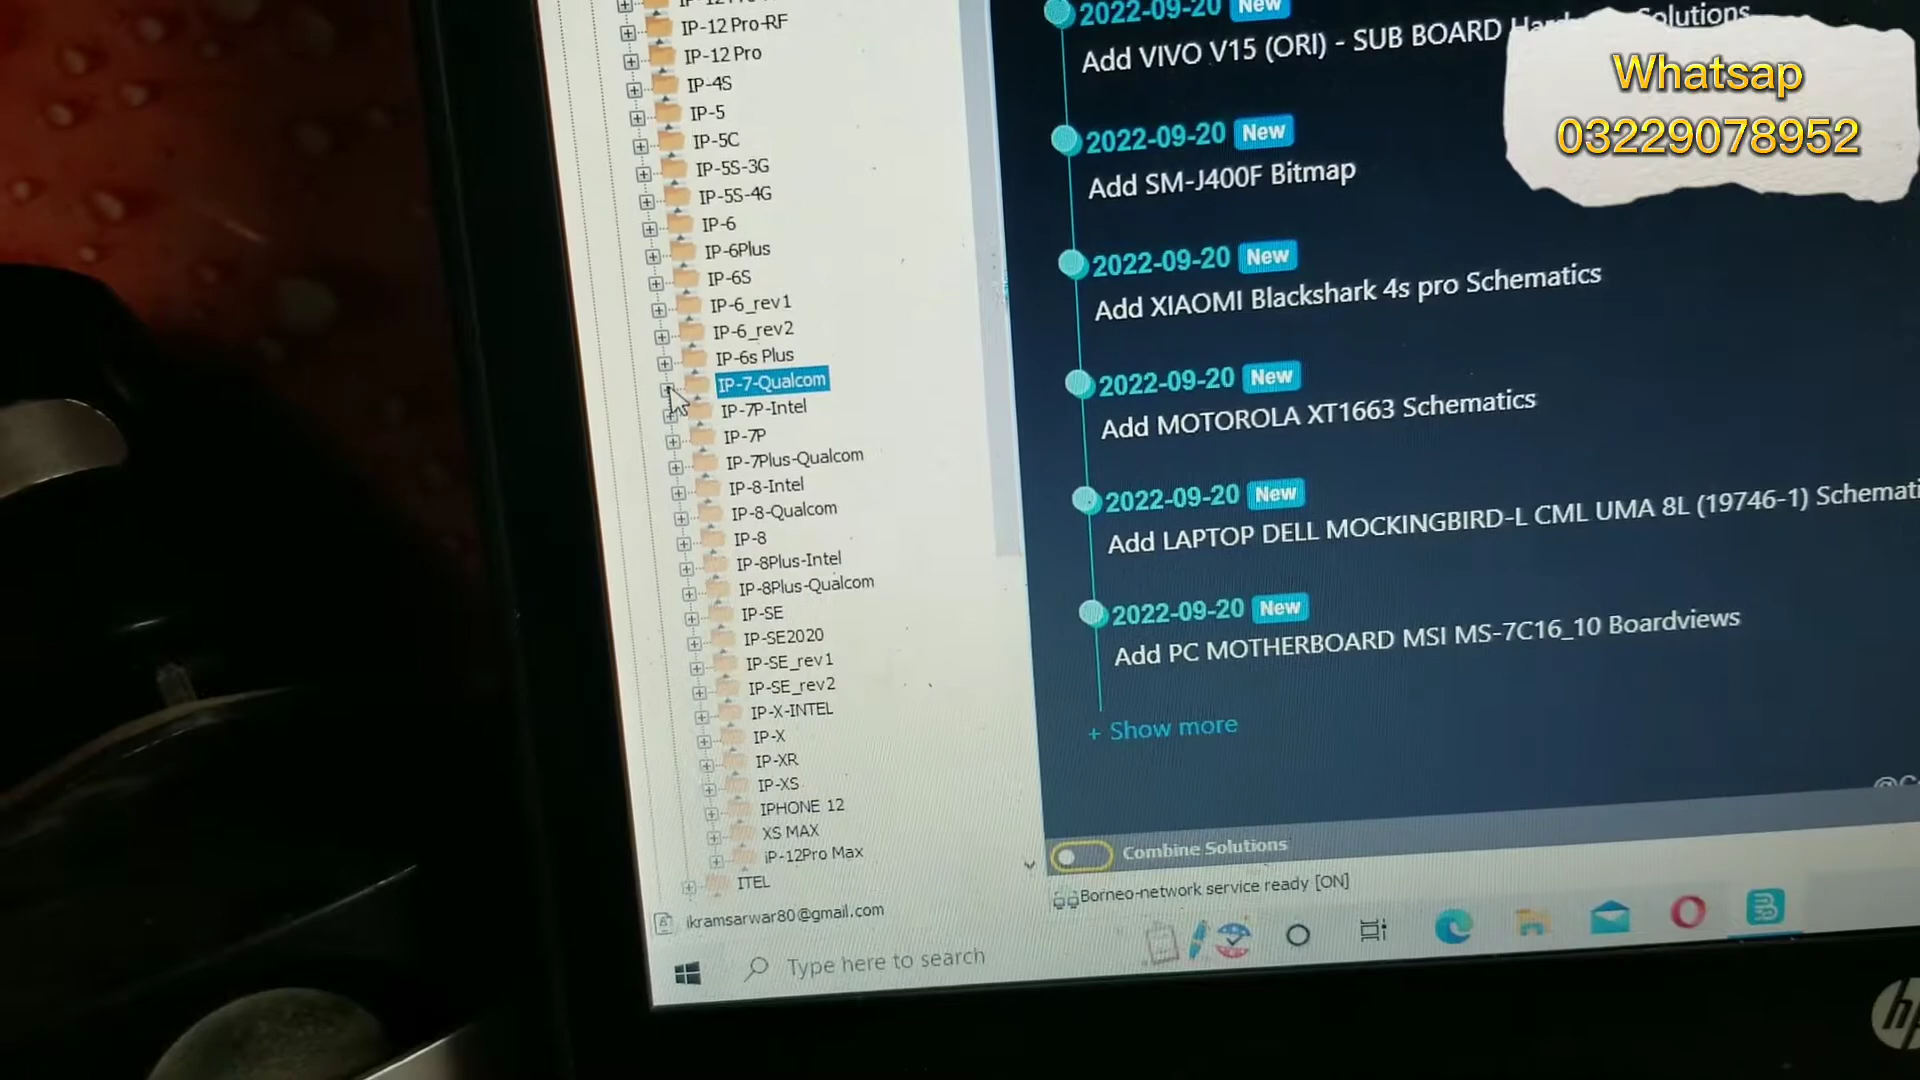 IP-12 Pro-RF
IP-12 Pro
IP-4S
IP-5
IP-5C
IP-5S-3G
IP-5S-4G
IP-6
IP-6Plus
IP-6S
IP-6_rev1
IP-6_rev2
IP-6s Plus
IP-7-Qualcom
IP-7P-Intel
IP-7P
IP-7Plus-Qualcom
IP-8-Intel
IP-8-Qualcom
IP-8
IP-8Plus-Intel
IP-8Plus-Qualcom
IP-SE
IP-SE2020
IP-SE_rev1
IP-SE_rev2
IP-X-INTEL
IP-X
IP-XR
IP-XS
IPHONE 12
XS MAX
iP-12Pro Max
ITEL
ikramsarwar80@gmail.com
2022-09-20 New
Add VIVO V15 (ORI) - SUB BOARD Solutions
2022-09-20 New
Add SM-J400F Bitmap
2022-09-20 New
Add XIAOMI Blackshark 4s pro Schematics
2022-09-20 New
Add MOTOROLA XT1663 Schematics
2022-09-20 New
Add LAPTOP DELL MOCKINGBIRD-L CML UMA 8L (19746-1) Schemati
2022-09-20 New
Add PC MOTHERBOARD MSI MS-7C16_10 Boardviews
+ Show more
Combine Solutions
Borneo-network service ready [ON]
Type here to search
hp
Whatsap
03229078952